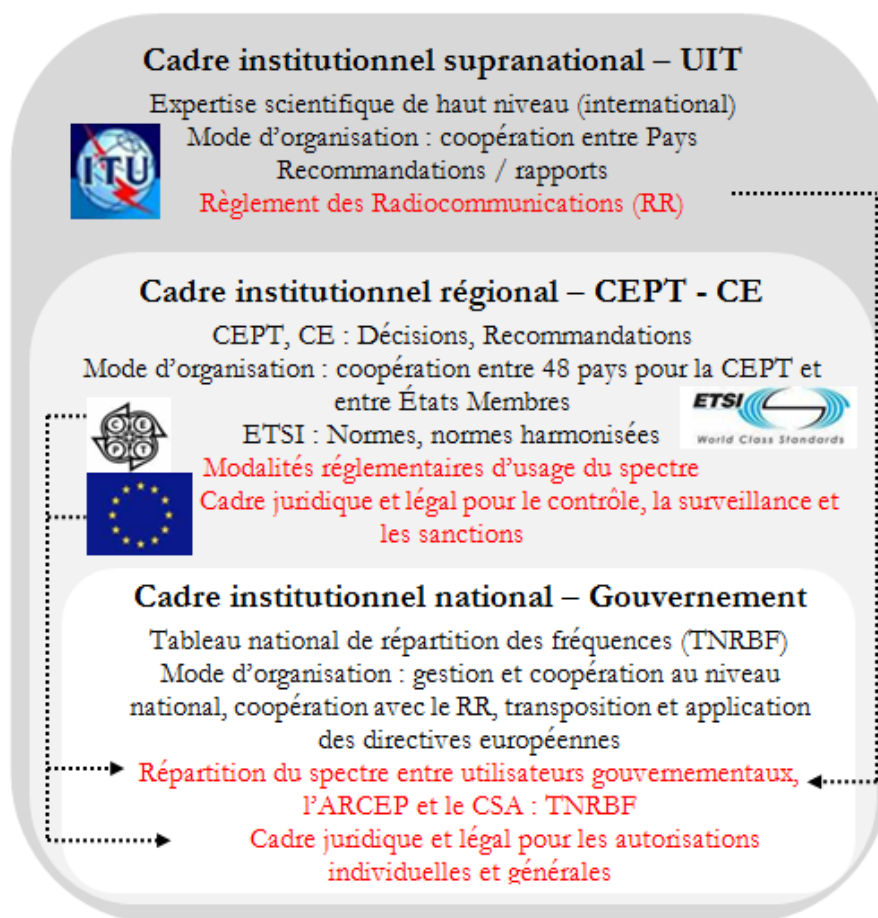 Cadre institutionnel supranational – UIT
Expertise scientifique de haut niveau (international)
Mode d'organisation : coopération entre Pays
Recommandations / rapports
Règlement des Radiocommunications (RR)
ITU
Cadre institutionnel régional – CEPT - CE
CEPT, CE : Décisions, Recommandations
Mode d'organisation : coopération entre 48 pays pour la CEPT et
entre États Membres
ETSI : Normes, normes harmonisées
Modalités réglementaires d'usage du spectre
Cadre juridique et légal pour le contrôle, la surveillance et
les sanctions
CEPT
ETSI
World Class Standards
Cadre institutionnel national – Gouvernement
Tableau national de répartition des fréquences (TNRBF)
Mode d'organisation : gestion et coopération au niveau
national, coopération avec le RR, transposition et application
des directives européennes
Répartition du spectre entre utilisateurs gouvernementaux,
l'ARCEP et le CSA : TNRBF
Cadre juridique et légal pour les autorisations
individuelles et générales